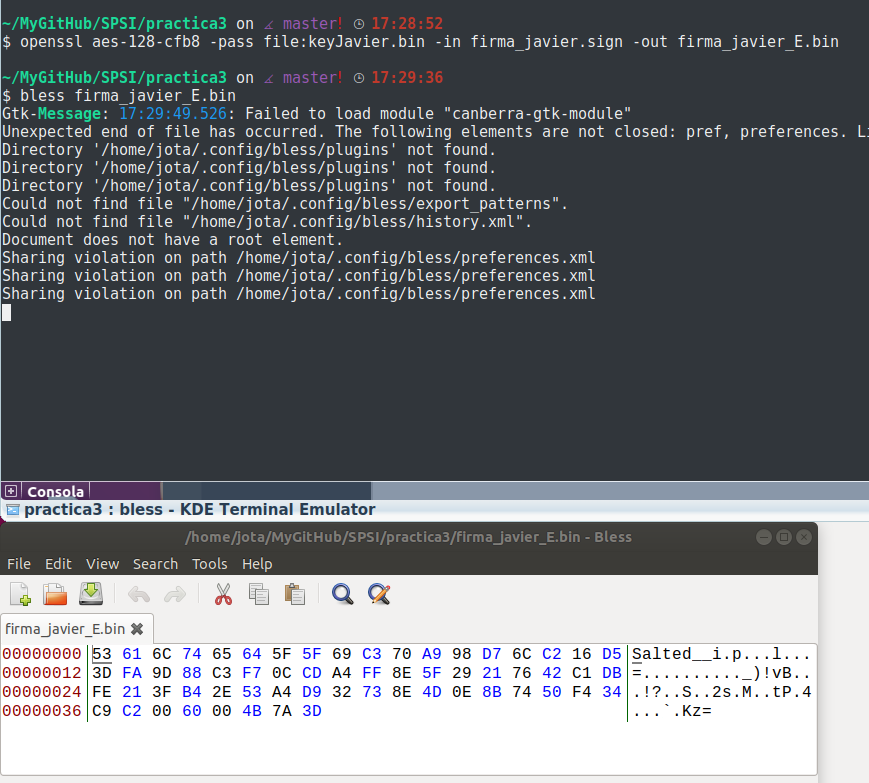 ~/MyGitHub/SPSI/practica3 on master! 17:28:52
$ openssl aes-128-cfb8 -pass file:keyJavier.bin -in firma_javier.sign -out firma_javier_E.bin
~/MyGitHub/SPSI/practica3 on master! 17:29:36
$ bless firma_javier_E.bin
Gtk-Message: 17:29:49.526: Failed to load module "canberra-gtk-module"
Unexpected end of file has occurred. The following elements are not closed: pref, preferences. Li
Directory '/home/jota/.config/bless/plugins' not found.
Directory '/home/jota/.config/bless/plugins' not found.
Directory '/home/jota/.config/bless/plugins' not found.
Could not find file "/home/jota/.config/bless/export_patterns".
Could not find file "/home/jota/.config/bless/history.xml".
Document does not have a root element.
Sharing violation on path /home/jota/.config/bless/preferences.xml
Sharing violation on path /home/jota/.config/bless/preferences.xml
Sharing violation on path /home/jota/.config/bless/preferences.xml
Consola
practica3 : bless - KDE Terminal Emulator
/home/jota/MyGitHub/SPSI/practica3/firma_javier_E.bin - Bless
File Edit View Search Tools Help
firma_javier_E.bin
00000000 53 61 6C 74 65 64 5F 5F 69 C3 70 A9 98 D7 6C C2 16 D5 Salted__i.p...l...
00000012 3D FA 9D 88 C3 F7 0C CD A4 FF 8E 5F 29 21 76 42 C1 DB =.........._)!vB..
00000024 FE 21 3F B4 2E 53 A4 D9 32 73 8E 4D 0E 8B 74 50 F4 34 .!?..S..2s.M..tP.4
00000036 C9 C2 00 60 00 4B 7A 3D ...`.Kz=